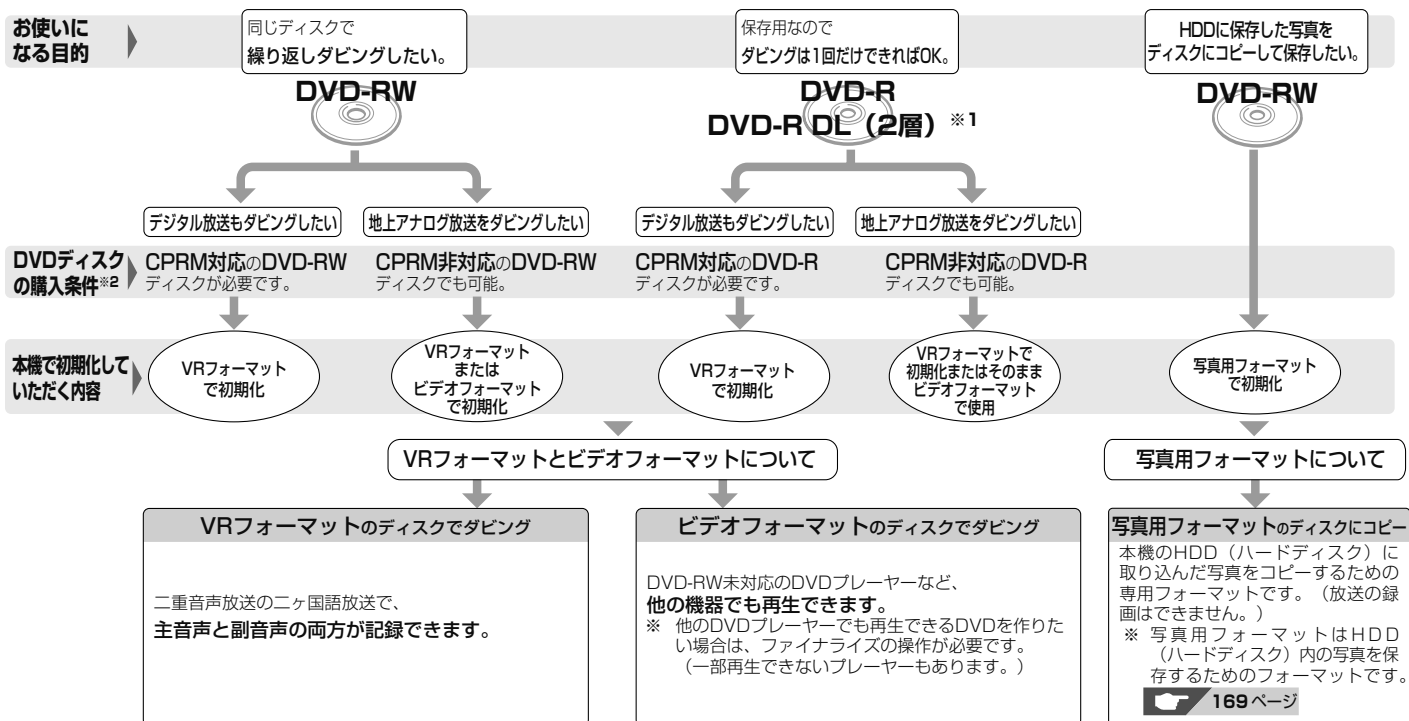 お使いに
なる目的
同じディスクで
繰り返しダビングしたい。
保存用なので
ダビングは1回だけできればOK。
HDDに保存した写真を
ディスクにコピーして保存したい。
DVD-RW
DVD-R
DVD-R DL（2層）※1
DVD-RW
デジタル放送もダビングしたい
地上アナログ放送をダビングしたい
デジタル放送もダビングしたい
地上アナログ放送をダビングしたい
DVDディスク
の購入条件※2
CPRM対応のDVD-RW
ディスクが必要です。
CPRM非対応のDVD-RW
ディスクでも可能。
CPRM対応のDVD-R
ディスクが必要です。
CPRM非対応のDVD-R
ディスクでも可能。
本機で初期化して
いただく内容
VRフォーマット
で初期化
VRフォーマット
または
ビデオフォーマット
で初期化
VRフォーマット
で初期化
VRフォーマットで
初期化またはそのまま
ビデオフォーマット
で使用
写真用フォーマット
で初期化
VRフォーマットとビデオフォーマットについて
写真用フォーマットについて
VRフォーマットのディスクでダビング
二重音声放送の二ヶ国語放送で、
主音声と副音声の両方が記録できます。
ビデオフォーマットのディスクでダビング
DVD-RW未対応のDVDプレーヤーなど、
他の機器でも再生できます。
※ 他のDVDプレーヤーでも再生できるDVDを作りた
い場合は、ファイナライズの操作が必要です。
（一部再生できないプレーヤーもあります。）
写真用フォーマットのディスクにコピー
本機のHDD（ハードディスク）に
取り込んだ写真をコピーするための
専用フォーマットです。（放送の録
画はできません。）
※ 写真用フォーマットはHDD
（ハードディスク）内の写真を保
存するためのフォーマットです。
169ページ